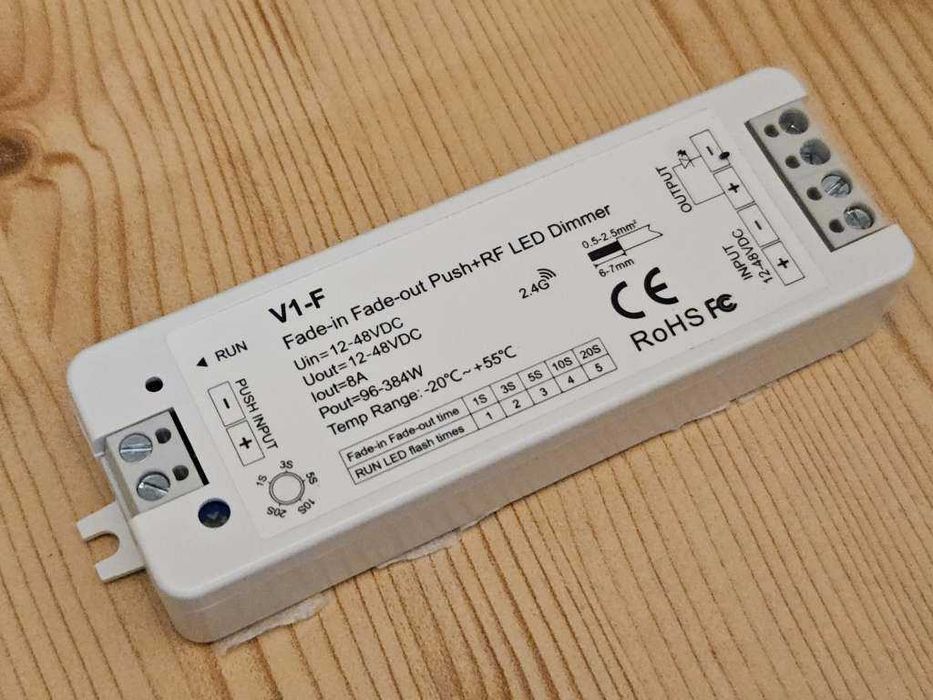 V1-F
Fade-in Fade-out Push+RF LED Dimmer
Uin=12-48VDC
Uout=12-48VDC
Iout=8A
Pout=96-384W
Temp Range: -20℃~+55℃
Fade-in Fade-out time 1S 3S 5S 10S 20S
RUN LED flash times 1 2 3 4 5
◄ RUN
- +
PUSH INPUT
1S 3S 5S 10S 20S
2.4G
0.5-2.5mm²
6-7mm
CE
RoHS FC
OUTPUT
- +
INPUT
12-48VDC
- +